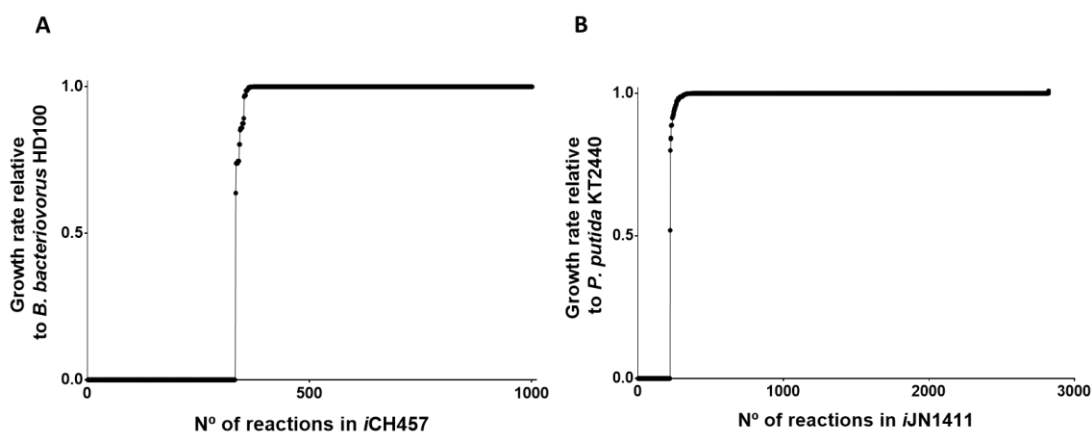 A
Growth rate relative
to B. bacteriovorus HD100
1.0
0.5
0.0
0
500
1000
Nº of reactions in iCH457
B
Growth rate relative
to P. putida KT2440
1.0
0.5
0.0
0
1000
2000
3000
Nº of reactions in iJN1411